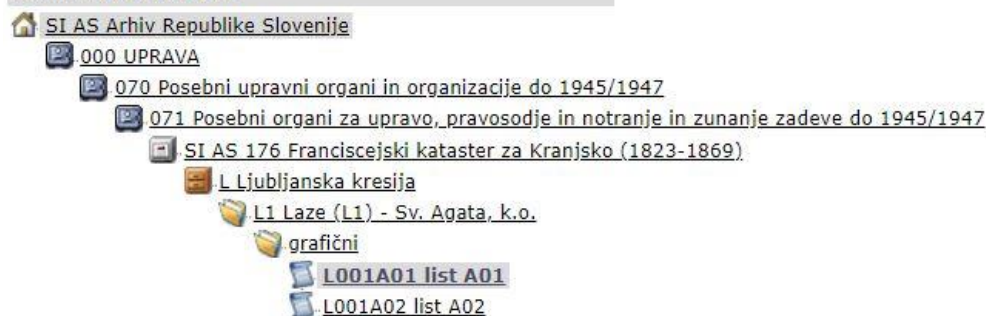 SI AS Arhiv Republike Slovenije
000 UPRAVA
070 Posebni upravni organi in organizacije do 1945/1947
071 Posebni organi za upravo, pravosodje in notranje in zunanje zadeve do 1945/1947
SI AS 176 Franciscejski kataster za Kranjsko (1823-1869)
L Ljubljanska kresija
L1 Laze (L1) - Sv. Agata, k.o.
grafični
L001A01 list A01
L001A02 list A02